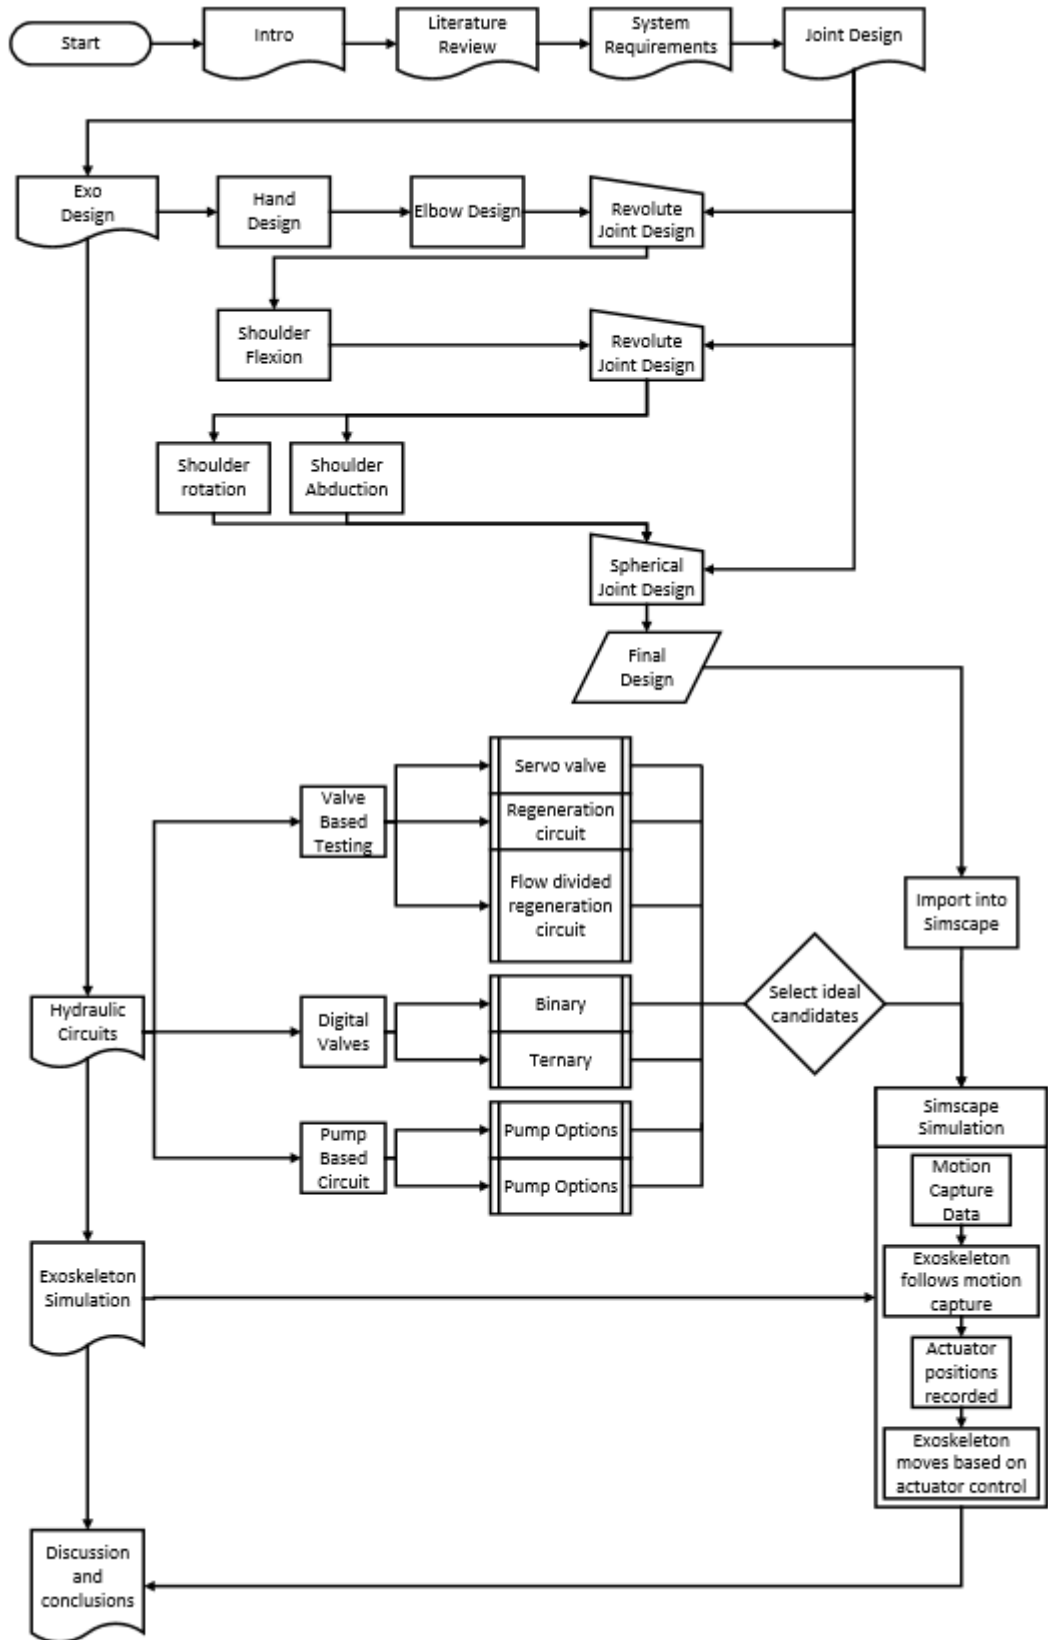 Start
Intro
Literature
Review
System
Requirements
Joint Design
Exo
Design
Hand
Design
Elbow Design
Revolute
Joint Design
Shoulder
Flexion
Revolute
Joint Design
Shoulder
rotation
Shoulder
Abduction
Spherical
Joint Design
Final
Design
Valve
Based
Testing
Servo valve
Regeneration
circuit
Flow divided
regeneration
circuit
Import into
Simscape
Hydraulic
Circuits
Digital
Valves
Binary
Ternary
Select ideal
candidates
Pump
Based
Circuit
Pump Options
Pump Options
Simscape
Simulation
Motion
Capture
Data
Exoskeleton
follows motion
capture
Actuator
positions
recorded
Exoskeleton
moves based on
actuator control
Exoskeleton
Simulation
Discussion
and
conclusions